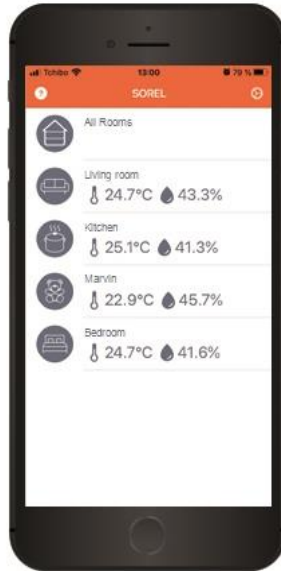 Tchibo 13:00 79 %
? SOREL
All Rooms
Living room
24.7°C 43.3%
Kitchen
25.1°C 41.3%
Marvin
22.9°C 45.7%
Bedroom
24.7°C 41.6%